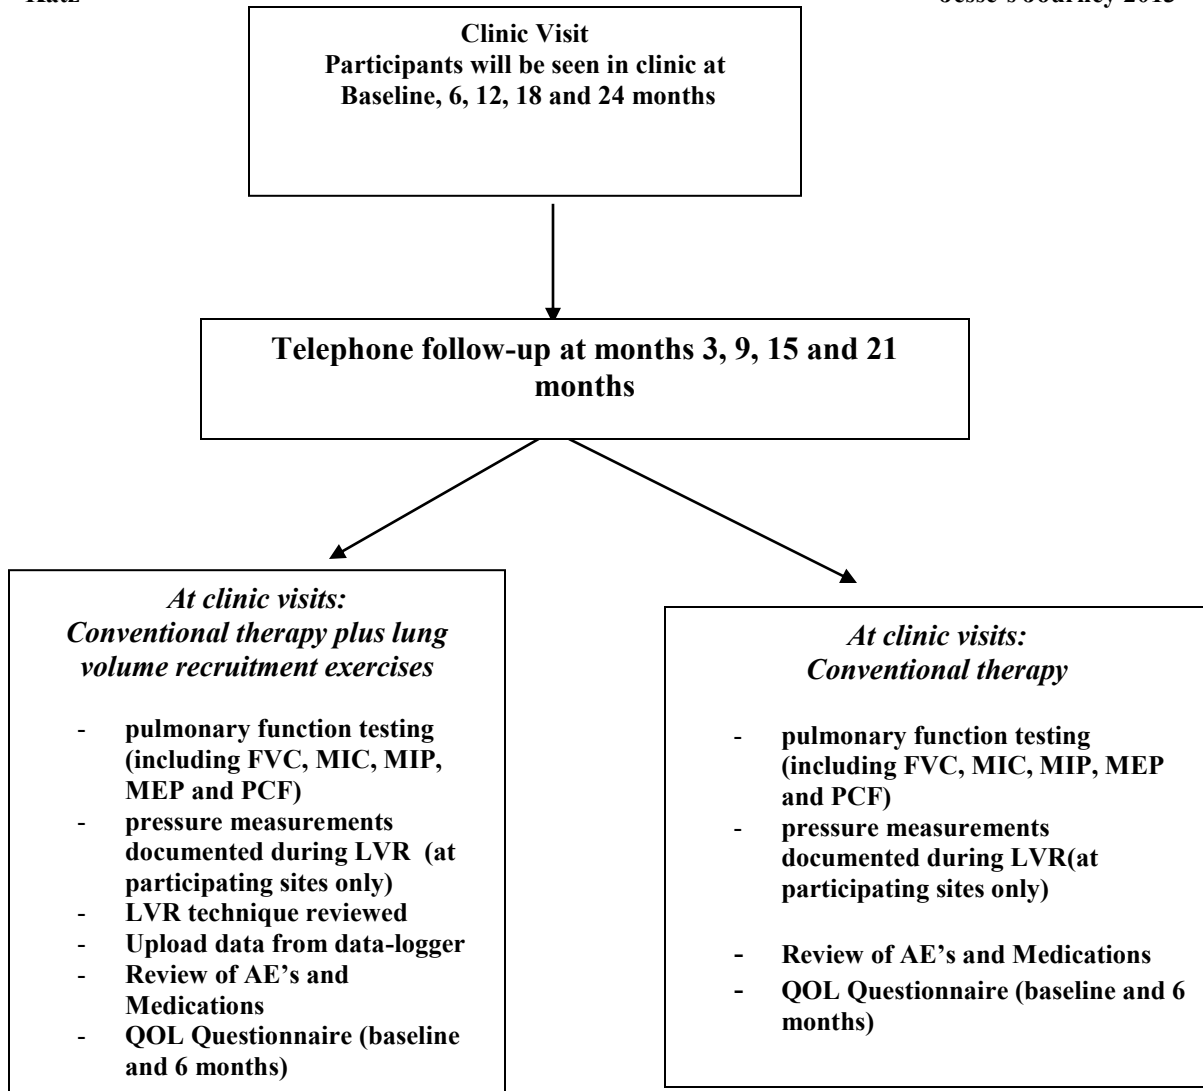 Clinic Visit
Participants will be seen in clinic at
Baseline, 6, 12, 18 and 24 months
Telephone follow-up at months 3, 9, 15 and 21
months
At clinic visits:
Conventional therapy plus lung
volume recruitment exercises
- pulmonary function testing
(including FVC, MIC, MIP,
MEP and PCF)
- pressure measurements
documented during LVR (at
participating sites only)
- LVR technique reviewed
- Upload data from data-logger
- Review of AE’s and
Medications
- QOL Questionnaire (baseline
and 6 months)
At clinic visits:
Conventional therapy
- pulmonary function testing
(including FVC, MIC, MIP, MEP
and PCF)
- pressure measurements
documented during LVR(at
participating sites only)
- Review of AE’s and Medications
- QOL Questionnaire (baseline and 6
months)